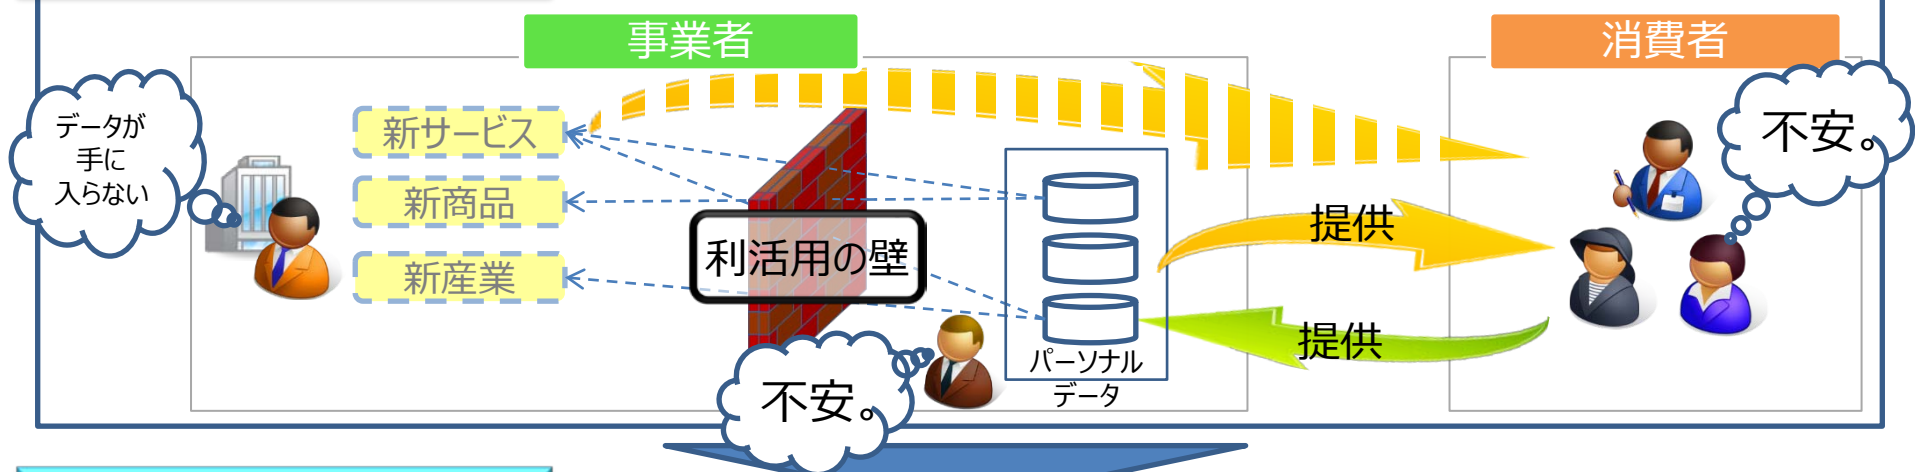 事業者
消費者
データが
手に
入らない
新サービス
新商品
新産業
利活用の壁
不安。
パーソナル
データ
提供
提供
不安。